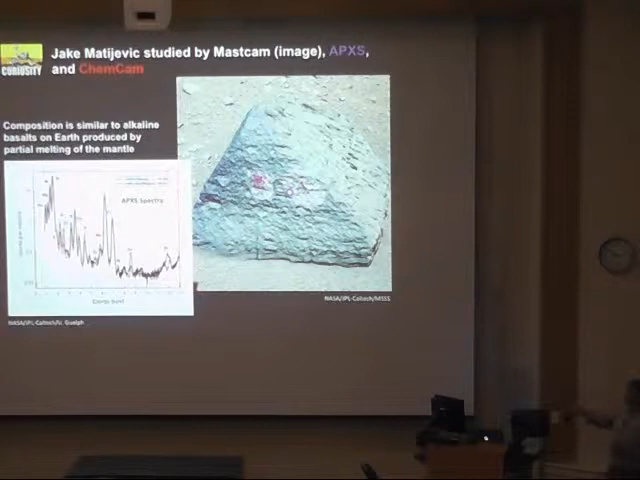 Jake Matijevic studied by Mastcam (image), APXS,
and ChemCam
CURIOSITY
Composition is similar to alkaline
basalts on Earth produced by
partial melting of the mantle
APXS Spectra
NASA/JPL-Caltech/MSSS
NASA/JPL-Caltech/U. Guelph